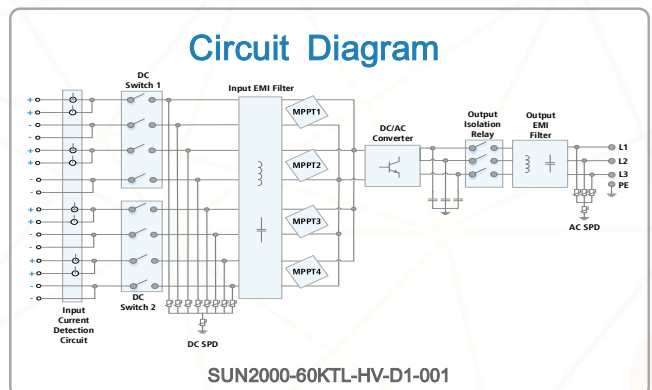 Circuit Diagram
DC
Switch 1
Input EMI Filter
MPPT1
MPPT2
MPPT3
MPPT4
DC/AC
Converter
Output
Isolation
Relay
Output
EMI
Filter
L1
L2
L3
PE
AC SPD
+
+
-
-
+
+
-
-
+
+
-
-
+
+
-
-
Input
Current
Detection
Circuit
DC
Switch 2
DC SPD
SUN2000-60KTL-HV-D1-001